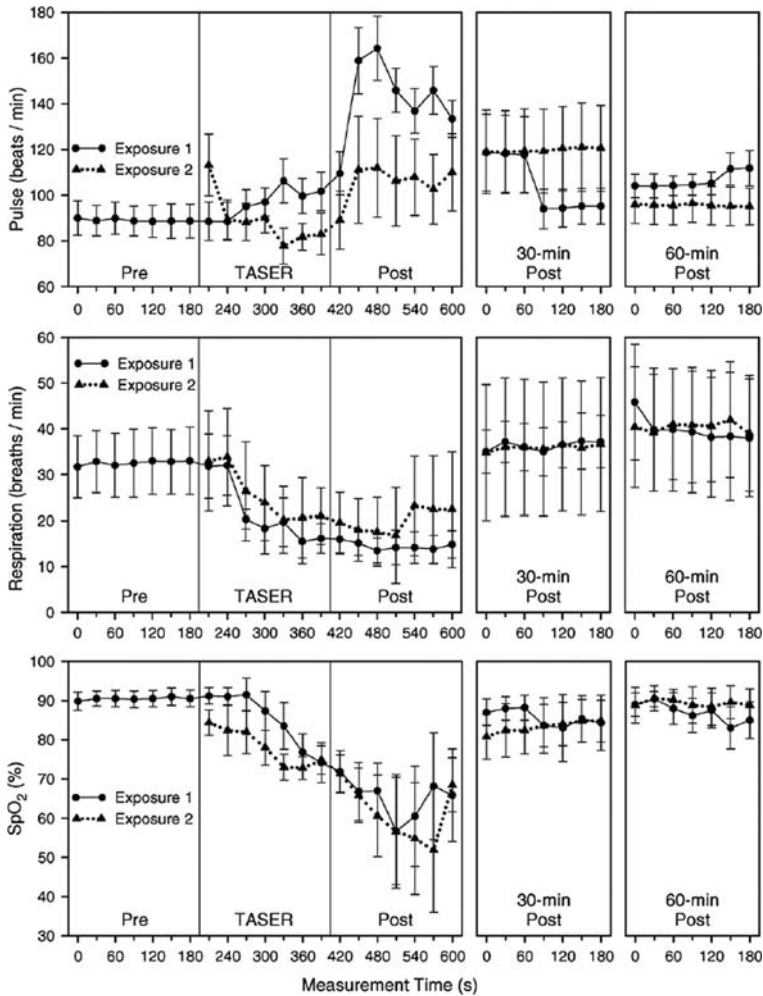 180
160
140
120
100
80
60
Pulse (beats / min)
Exposure 1
Exposure 2
Pre
TASER
Post
30-min
Post
60-min
Post
0 60 120 180 240 300 360 420 480 540 600
0 60 120 180
0 60 120 180
60
50
40
30
20
10
0
Respiration (breaths / min)
Exposure 1
Exposure 2
Pre
TASER
Post
30-min
Post
60-min
Post
0 60 120 180 240 300 360 420 480 540 600
0 60 120 180
0 60 120 180
100
90
80
70
60
50
40
30
SpO2 (%)
Exposure 1
Exposure 2
Pre
TASER
Post
30-min
Post
60-min
Post
0 60 120 180 240 300 360 420 480 540 600
0 60 120 180
0 60 120 180
Measurement Time (s)